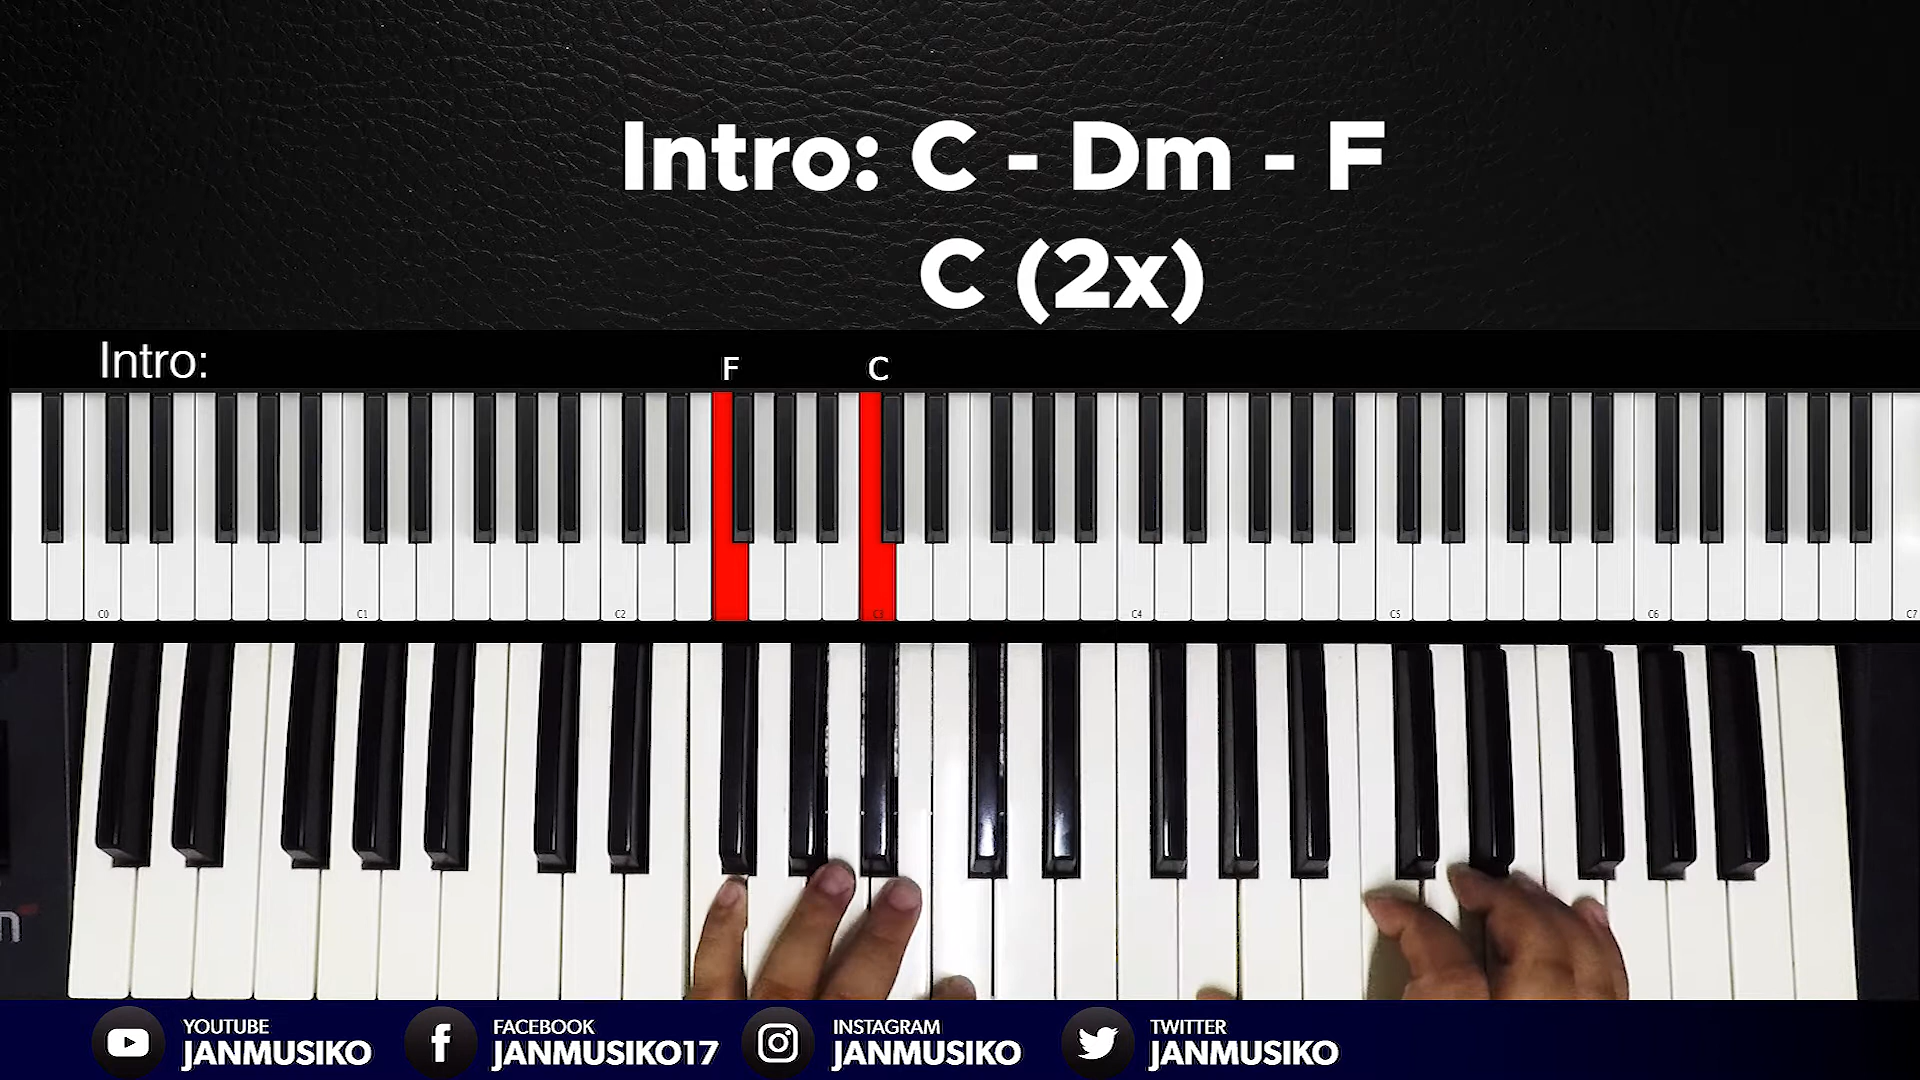 Intro: C - Dm - F
C (2x)
Intro:
F
C
C0
C1
C2
C3
C4
C5
C6
C7
YOUTUBE
JANMUSIKO
FACEBOOK
JANMUSIKO17
INSTAGRAM
JANMUSIKO
TWITTER
JANMUSIKO